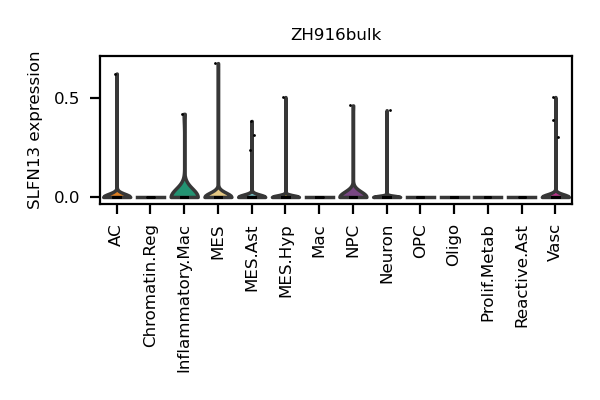 ZH916bulk
SLFN13 expression
0.5
0.0
AC
Chromatin.Reg
Inflammatory.Mac
MES
MES.Ast
MES.Hyp
Mac
NPC
Neuron
OPC
Oligo
Prolif.Metab
Reactive.Ast
Vasc